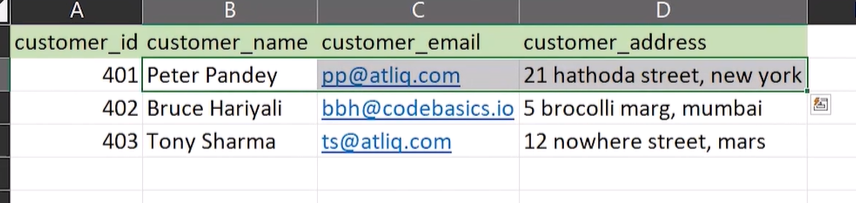 A B C D
customer_id customer_name customer_email customer_address
401 Peter Pandey pp@atliq.com 21 hathoda street, new york
402 Bruce Hariyali bbh@codebasics.io 5 brocolli marg, mumbai
403 Tony Sharma ts@atliq.com 12 nowhere street, mars